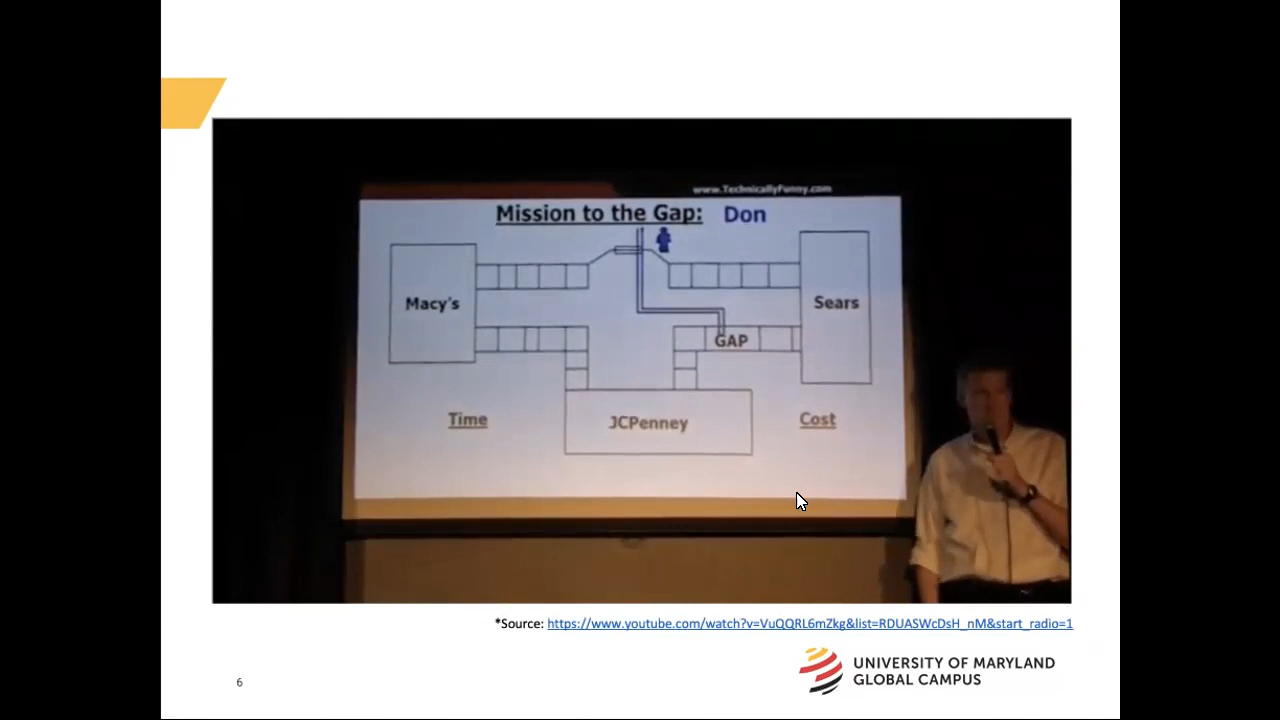 www.TechnicallyFunny.com
Mission to the Gap: Don
Macy's
Sears
GAP
Time
JCPenney
Cost
*Source: https://www.youtube.com/watch?v=VuQQRL6mZkg&list=RDUASWcDsH_nM&start_radio=1
6
UNIVERSITY OF MARYLAND
GLOBAL CAMPUS